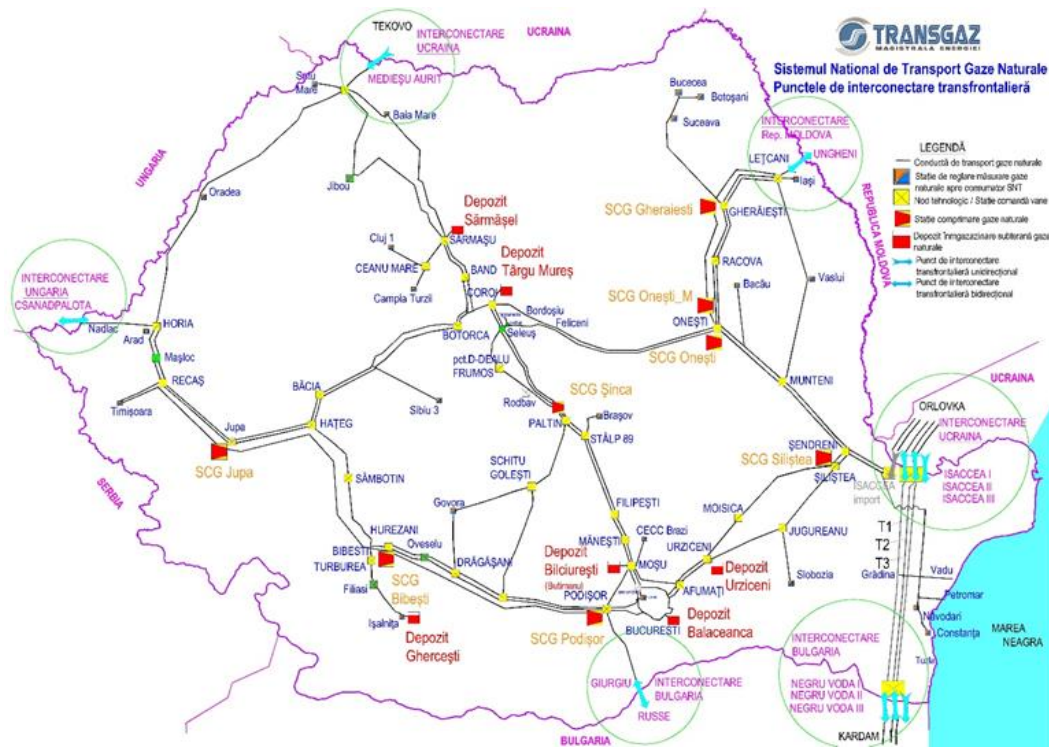 TRANSGAZ
MAGISTRALA ENERGIEI
Sistemul National de Transport Gaze Naturale
Punctele de interconectare transfrontalieră
LEGENDĂ
Conductă de transport gaze naturale
Stație de reglare măsurare gaze
naturale spre consumator SNT
Nod tehnologic / Stație comandă vane
Stație comprimare gaze naturale
Depozit înmgazazinare subterană gaze
naturale
Punct de interconectare
transfrontalieră unidirecțional
Punct de interconectare
transfrontalieră bidirecțional
TEKOVO
INTERCONECTARE
UCRAINA
MEDIEȘU AURIT
UCRAINA
Satu
Mare
Baia Mare
Jibou
Oradea
UNGARIA
Bucecea
Botoșani
Suceava
INTERCONECTARE
Rep. MOLDOVA
LEȚCANI
UNGHENI
Iași
REPUBLICA MOLDOVA
SCG Gheraiesti
GHERĂIEȘTI
RACOVA
SCG Onești_M
ONEȘTI
SCG Onești
Bacău
Vaslui
MUNTENI
Depozit
Sărmășel
SĂRMAȘU
Cluj 1
CEANU MARE
Campia Turzii
BAND
Depozit
Târgu Mureș
COROI
Bordoșiu
Feliceni
Seleuș
BOTORCA
pct.D-DEALU
FRUMOS
Rodbav
INTERCONECTARE
UNGARIA
CSANADPALOTA
Nadlac
HORIA
Arad
Mașloc
RECAȘ
Timișoara
Jupa
SCG Jupa
BĂCIA
HAȚEG
Sibiu 3
SCG Șinca
PALTIN
Brașov
STÂLP 89
SERBIA
SÂMBOTIN
SCHITU
GOLEȘTI
Govora
FILIPEȘTI
HUREZANI
Oveselu
BIBEȘTI
TURBUREA
Filiasi
SCG
Bibești
DRĂGĂȘANI
Ișalnița
Depozit
Ghercești
MĂNEȘTI
CECC Brazi
Depozit
Bilciurești
(Butimanu)
MOȘU
PODIȘOR
SCG Podișor
BUCUREȘTI
AFUMAȚI
URZICENI
Depozit
Urziceni
Depozit
Balaceanca
MOISICA
JUGUREANU
Slobozia
SCG Siliștea
ȘENDRENI
SILIȘTEA
UCRAINA
ORLOVKA
INTERCONECTARE
UCRAINA
ISACCEA
import
ISACCEA I
ISACCEA II
ISACCEA III
T1
T2
T3
Grădina
Vadu
Petromar
Năvodari
Constanța
MAREA
NEAGRA
INTERCONECTARE
BULGARIA
NEGRU VODA I
NEGRU VODA II
NEGRU VODA III
KARDAM
GIURGIU
INTERCONECTARE
BULGARIA
RUSSE
BULGARIA